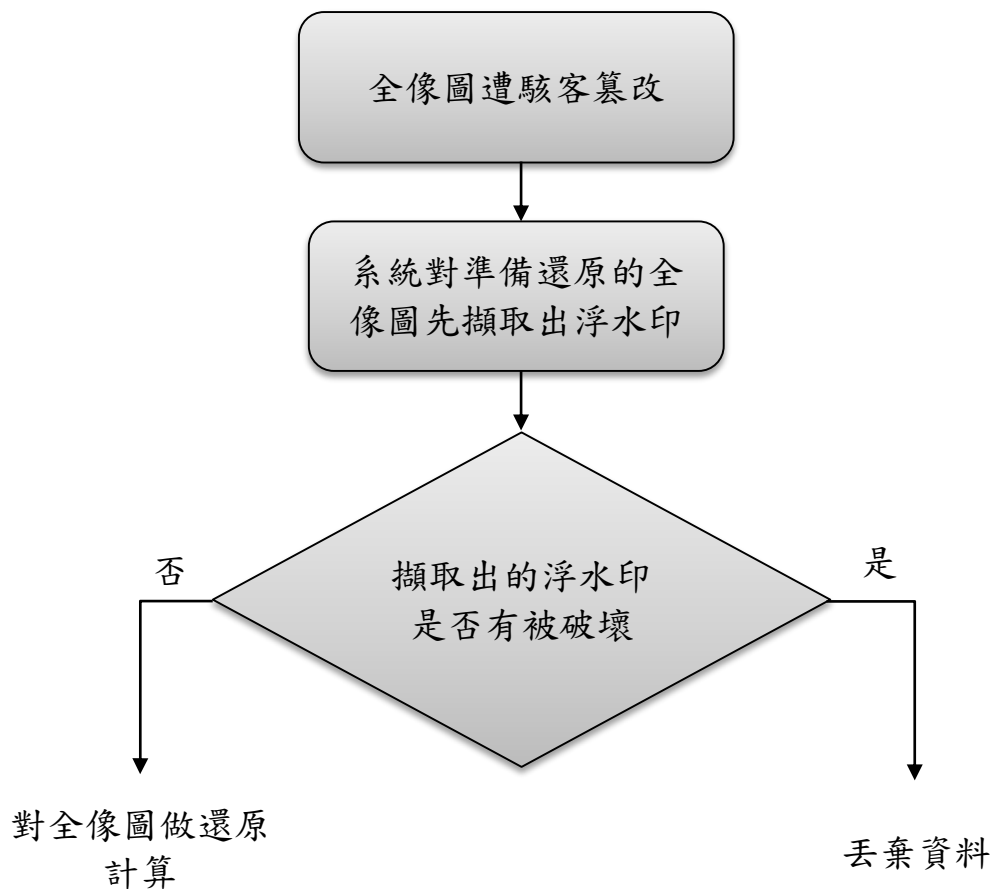 全像圖遭駭客篡改
系統對準備還原的全
像圖先擷取出浮水印
否
擷取出的浮水印
是否有被破壞
是
對全像圖做還原
計算
丟棄資料